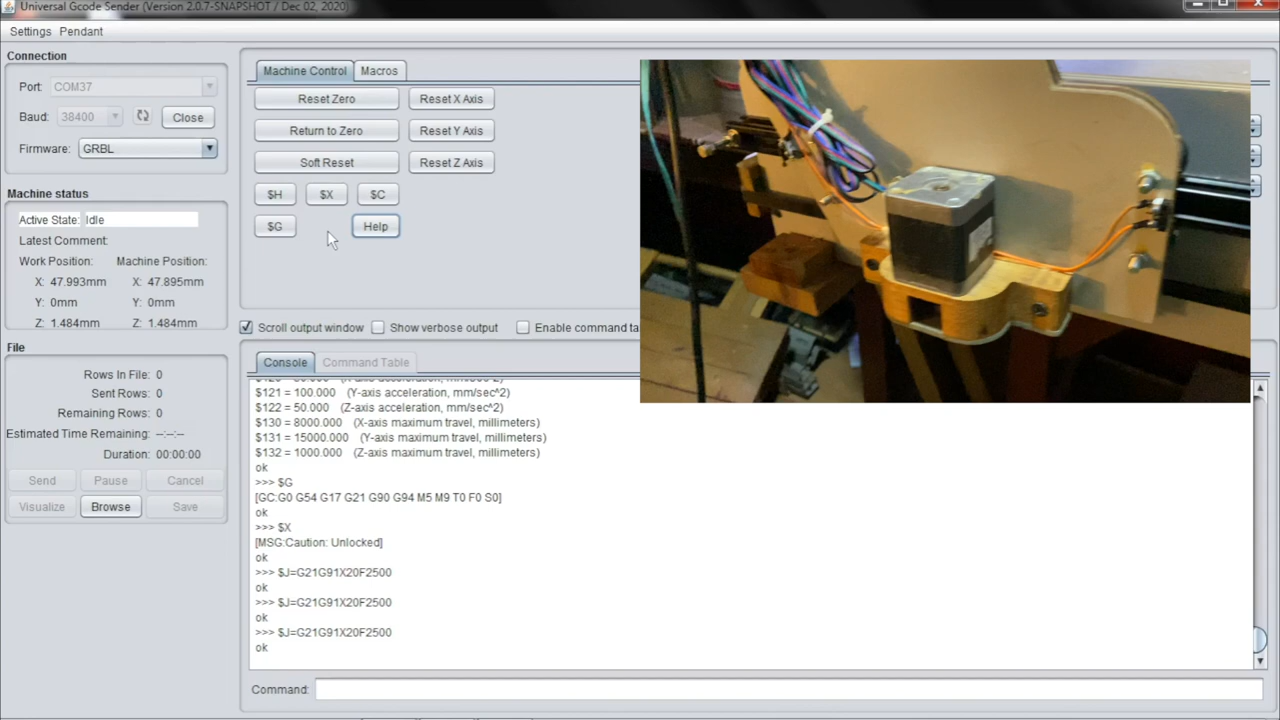 Universal Gcode Sender (Version 2.0.7-SNAPSHOT / Dec 02, 2020)
Settings Pendant
Connection
Port: COM37
Baud: 38400 Close
Firmware: GRBL
Machine status
Active State: Idle
Latest Comment:
Work Position: Machine Position:
X: 47.993mm X: 47.895mm
Y: 0mm Y: 0mm
Z: 1.484mm Z: 1.484mm
File
Rows In File: 0
Sent Rows: 0
Remaining Rows: 0
Estimated Time Remaining: --:--:--
Duration: 00:00:00
Send Pause Cancel
Visualize Browse Save
Machine Control Macros
Reset Zero Reset X Axis
Return to Zero Reset Y Axis
Soft Reset Reset Z Axis
$H $X $C
$G Help
Scroll output window Show verbose output Enable command ta
Console Command Table
$121 = 100.000 (Y-axis acceleration, mm/sec^2)
$122 = 50.000 (Z-axis acceleration, mm/sec^2)
$130 = 8000.000 (X-axis maximum travel, millimeters)
$131 = 15000.000 (Y-axis maximum travel, millimeters)
$132 = 1000.000 (Z-axis maximum travel, millimeters)
ok
>>> $G
[GC:G0 G54 G17 G21 G90 G94 M5 M9 T0 F0 S0]
ok
>>> $X
[MSG:Caution: Unlocked]
ok
>>> $J=G21G91X20F2500
ok
>>> $J=G21G91X20F2500
ok
>>> $J=G21G91X20F2500
ok
Command: